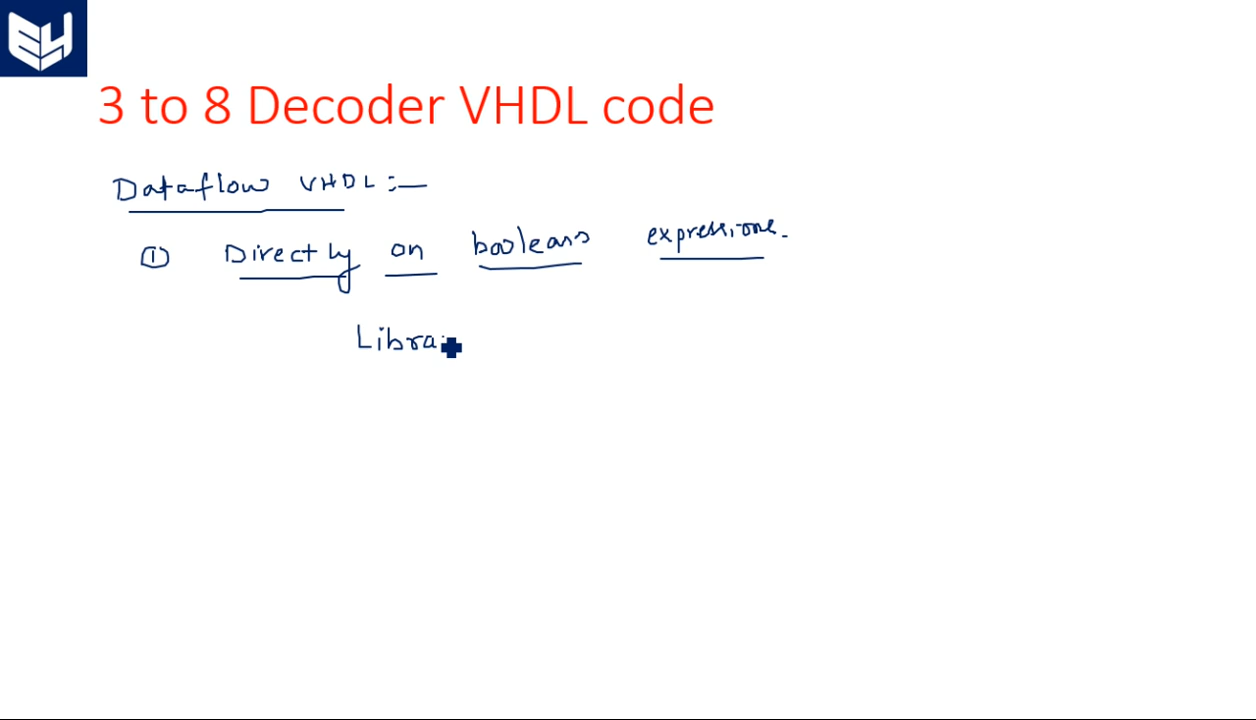 3 to 8 Decoder VHDL code
Dataflow VHDL :—
① Directly on booleans expressions.
Libra